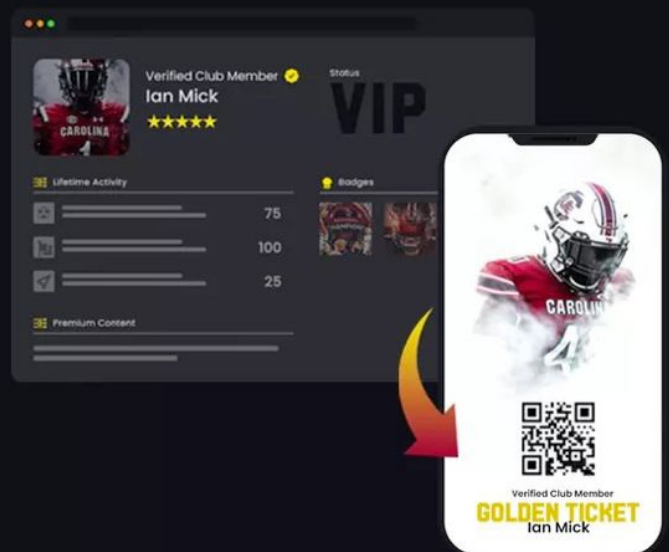 Verified Club Member
Ian Mick
Status
VIP
CAROLINA
Lifetime Activity
75
100
25
Badges
Premium Content
CAROLIN
Verified Club Member
GOLDEN TICKET
Ian Mick